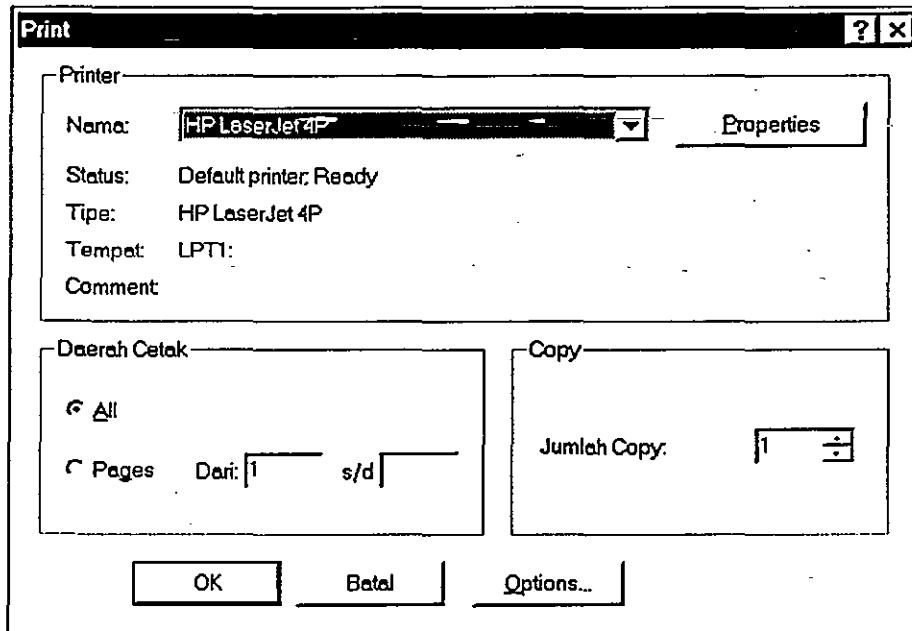 Print
Printer
Nama: HP LaserJet 4P Properties
Status: Default printer; Ready
Tipe: HP LaserJet 4P
Tempat: LPT1:
Comment:
Daerah Cetak
All
Pages Dari: 1 s/d
Copy
Jumlah Copy: 1
OK Batal Options...